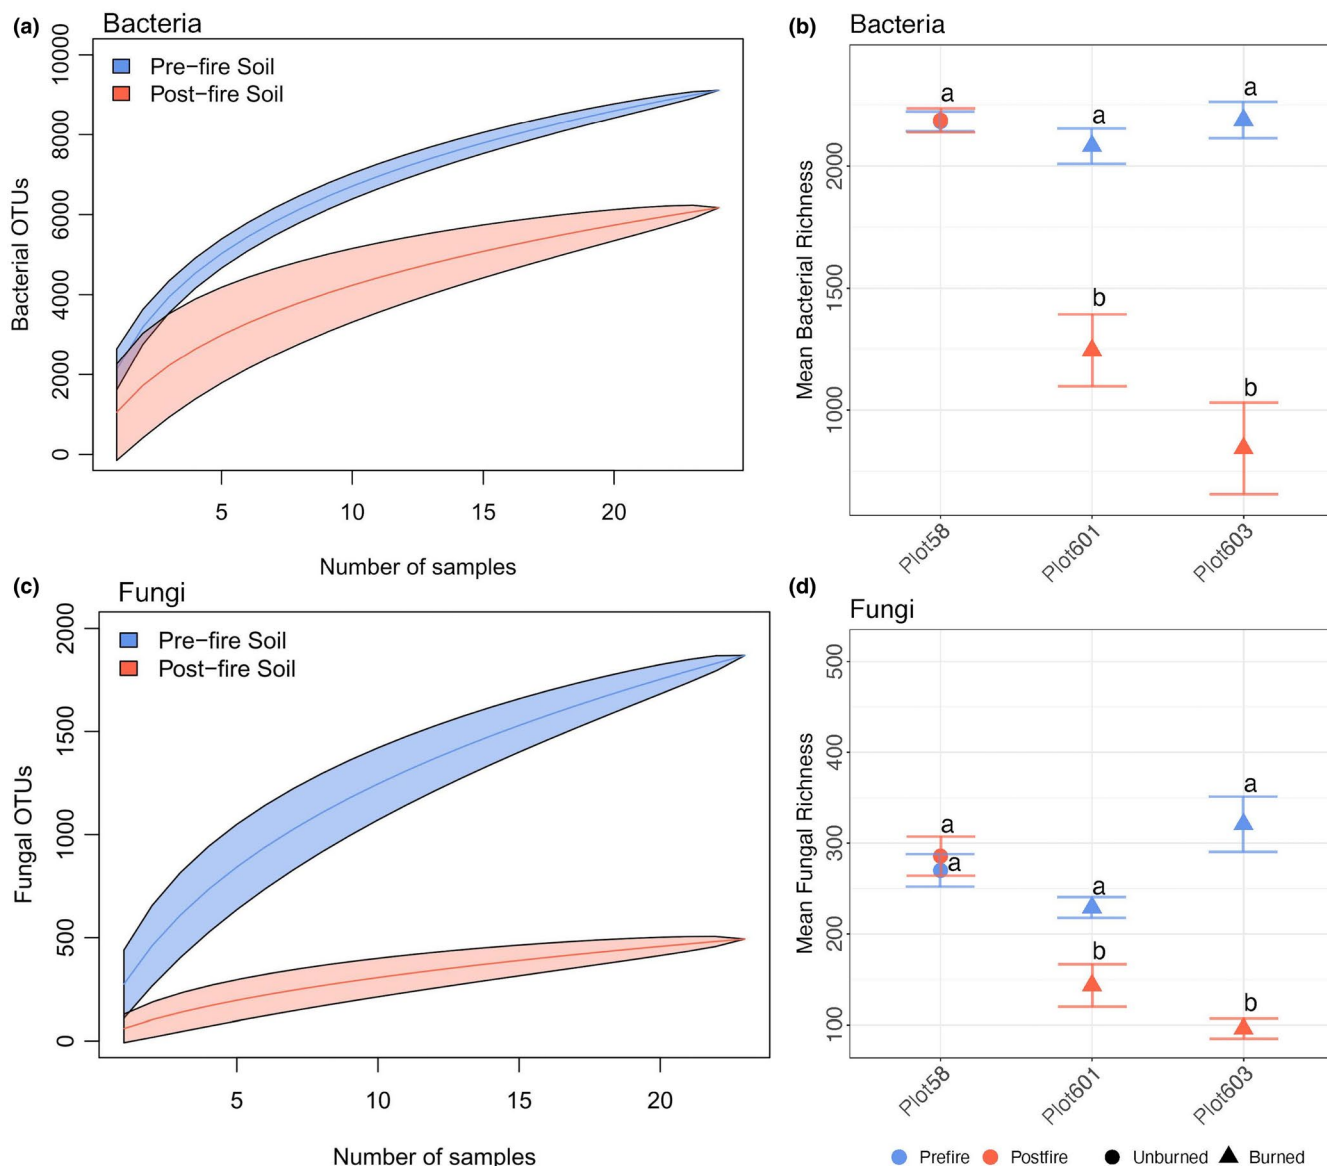 (a) Bacteria
Pre−fire Soil
Post−fire Soil
Bacterial OTUs
0 2000 4000 6000 8000 10000
5 10 15 20
Number of samples
(b) Bacteria
Mean Bacterial Richness
1000 1500 2000
a
a
a
b
b
Plot58 Plot601 Plot603
(c) Fungi
Pre−fire Soil
Post−fire Soil
Fungal OTUs
0 500 1000 1500 2000
5 10 15 20
Number of samples
(d) Fungi
Mean Fungal Richness
100 200 300 400 500
a
a
a
a
b
b
Plot58 Plot601 Plot603
Prefire Postfire Unburned Burned